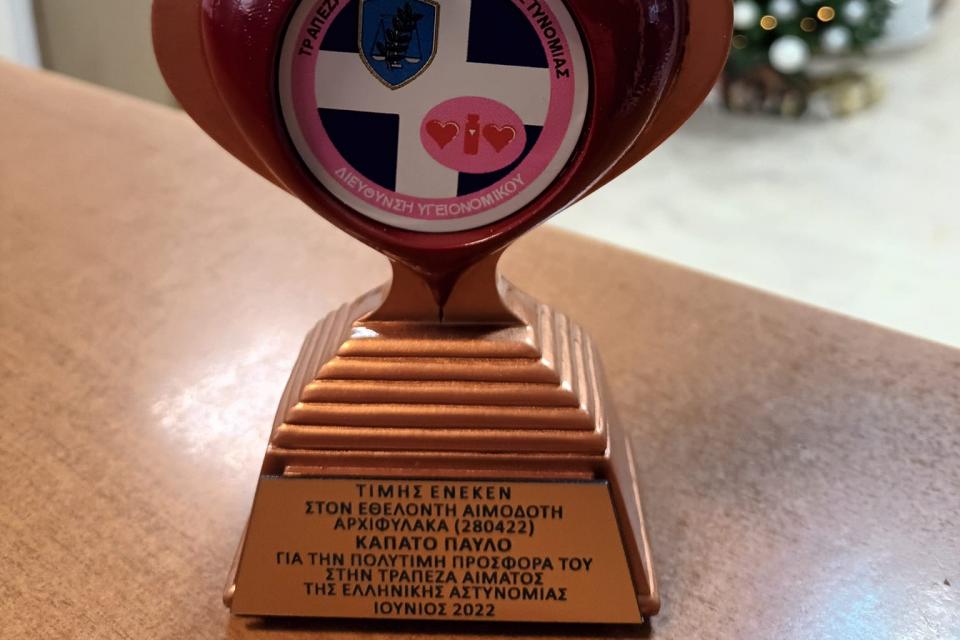 ΤΡΑΠΕΖΑ
ΔΙΕΥΘΥΝΣΗ ΥΓΕΙΟΝΟΜΙΚΟΥ
ΤΙΜΗΣ ΕΝΕΚΕΝ
ΣΤΟΝ ΕΘΕΛΟΝΤΗ ΑΙΜΟΔΟΤΗ
ΑΡΧΙΦΥΛΑΚΑ (280422)
ΚΑΠΑΤΟ ΠΑΥΛΟ
ΓΙΑ ΤΗΝ ΠΟΛΥΤΙΜΗ ΠΡΟΣΦΟΡΑ ΤΟΥ
ΣΤΗΝ ΤΡΑΠΕΖΑ ΑΙΜΑΤΟΣ
ΤΗΣ ΕΛΛΗΝΙΚΗΣ ΑΣΤΥΝΟΜΙΑΣ
ΙΟΥΝΙΟΣ 2022